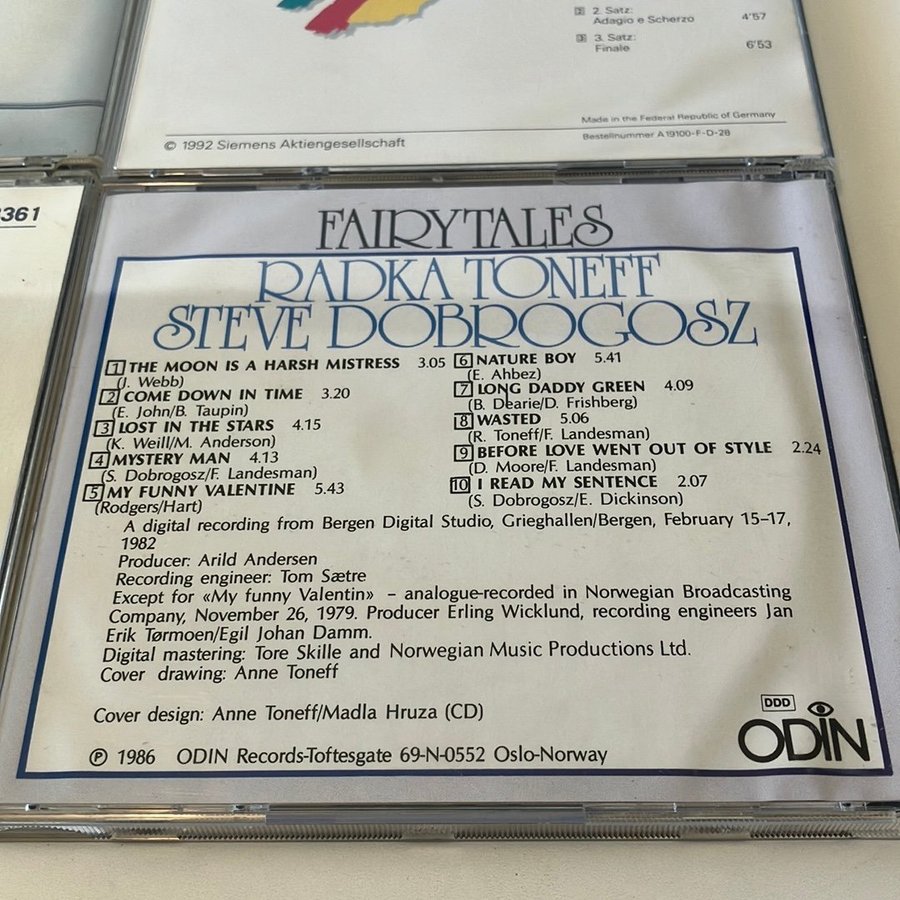 2 2. Satz:
Adagio e Scherzo 4'57
3 3. Satz:
Finale 6'53
Made in the Federal Republic of Germany
Bestellnummer A 19100-F-D-28
© 1992 Siemens Aktiengesellschaft
361
FAIRYTALES
RADKA TONEFF
STEVE DOBROGOSZ
1 THE MOON IS A HARSH MISTRESS 3.05
(J. Webb)
2 COME DOWN IN TIME 3.20
(E. John/B. Taupin)
3 LOST IN THE STARS 4.15
(K. Weill/M. Anderson)
4 MYSTERY MAN 4.13
(S. Dobrogosz/F. Landesman)
5 MY FUNNY VALENTINE 5.43
(Rodgers/Hart)
6 NATURE BOY 5.41
(E. Ahbez)
7 LONG DADDY GREEN 4.09
(B. Dearie/D. Frishberg)
8 WASTED 5.06
(R. Toneff/F. Landesman)
9 BEFORE LOVE WENT OUT OF STYLE 2.24
(D. Moore/F. Landesman)
10 I READ MY SENTENCE 2.07
(S. Dobrogosz/E. Dickinson)
A digital recording from Bergen Digital Studio, Grieghallen/Bergen, February 15–17,
1982
Producer: Arild Andersen
Recording engineer: Tom Sætre
Except for «My funny Valentin» – analogue-recorded in Norwegian Broadcasting
Company, November 26, 1979. Producer Erling Wicklund, recording engineers Jan
Erik Tørmoen/Egil Johan Damm.
Digital mastering: Tore Skille and Norwegian Music Productions Ltd.
Cover drawing: Anne Toneff
Cover design: Anne Toneff/Madla Hruza (CD)
℗ 1986 ODIN Records-Toftesgate 69-N-0552 Oslo-Norway
DDD
ODIN